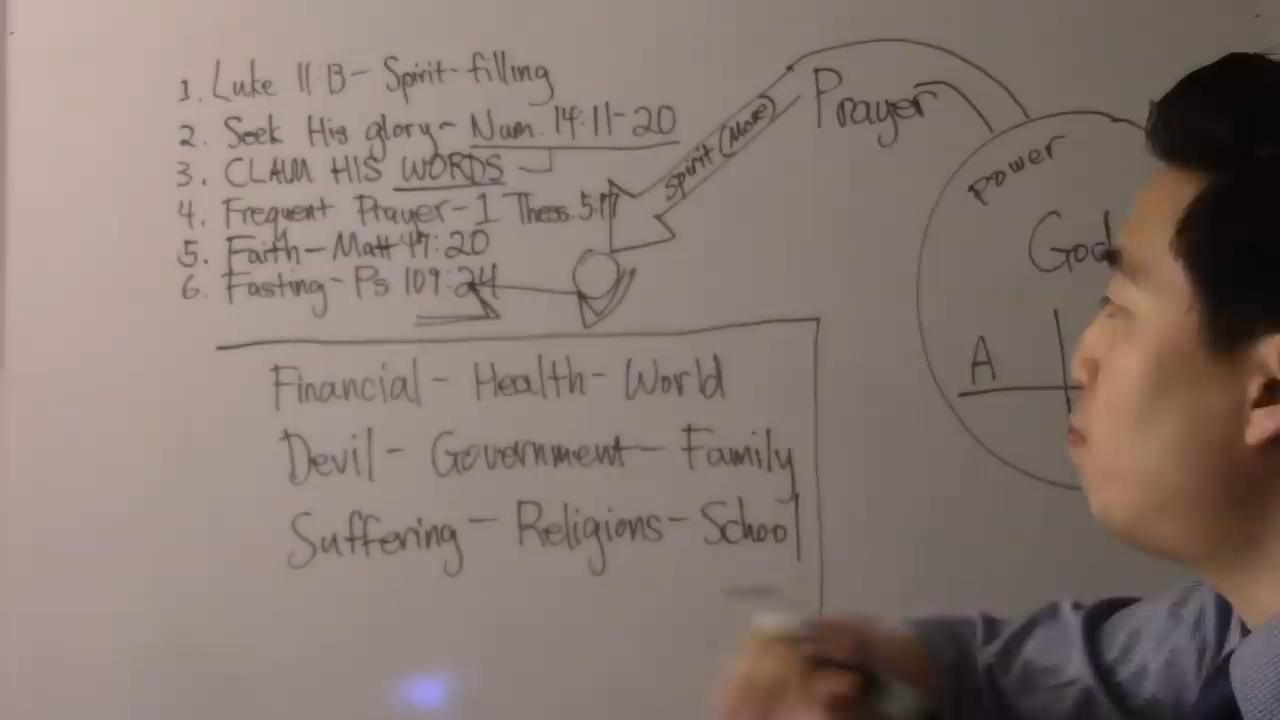 1. Luke 11:13- Spirit-filling
2. Seek His glory- Num. 14:11-20
3. CLAIM HIS WORDS
4. Frequent Prayer-1 Thess. 5:17
5. Faith-Matt 17:20
6. Fasting-Ps 109:24
Financial - Health - World
Devil - Government - Family
Suffering - Religions - School
Spirit (More)
Prayer
Power
God
A